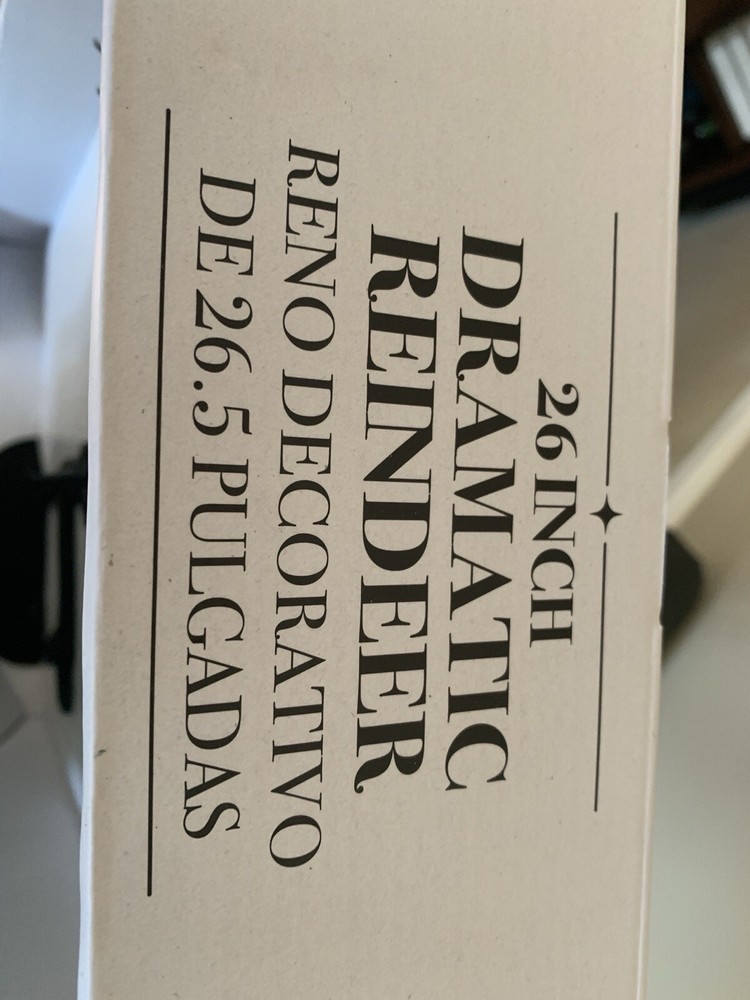 26 INCH
DRAMATIC
REINDEER
RENO DECORATIVO
DE 26.5 PULGADAS